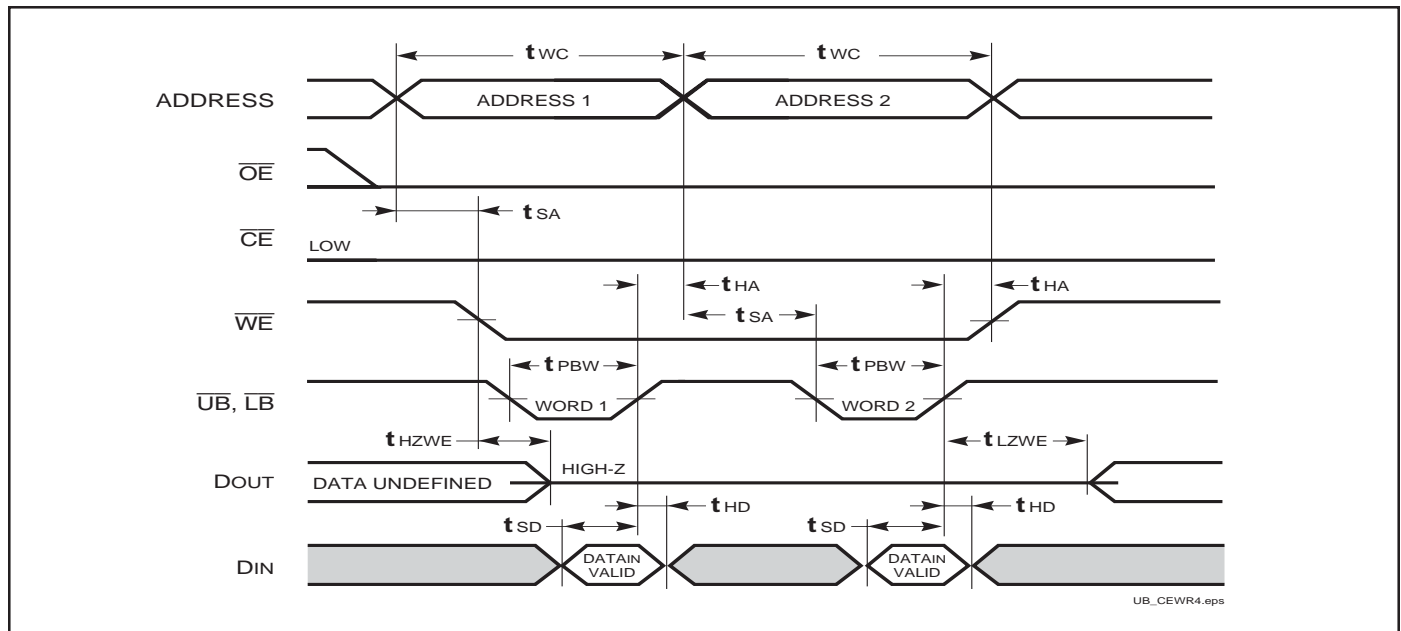 tWC tWC
ADDRESS ADDRESS 1 ADDRESS 2
OE
tSA
CE LOW
tHA tHA
WE tSA
tPBW tPBW
UB, LB WORD 1 WORD 2
tHZWE tLZWE
DOUT DATA UNDEFINED HIGH-Z
tHD tHD
tSD tSD
DIN DATAIN VALID DATAIN VALID
UB_CEWR4.eps